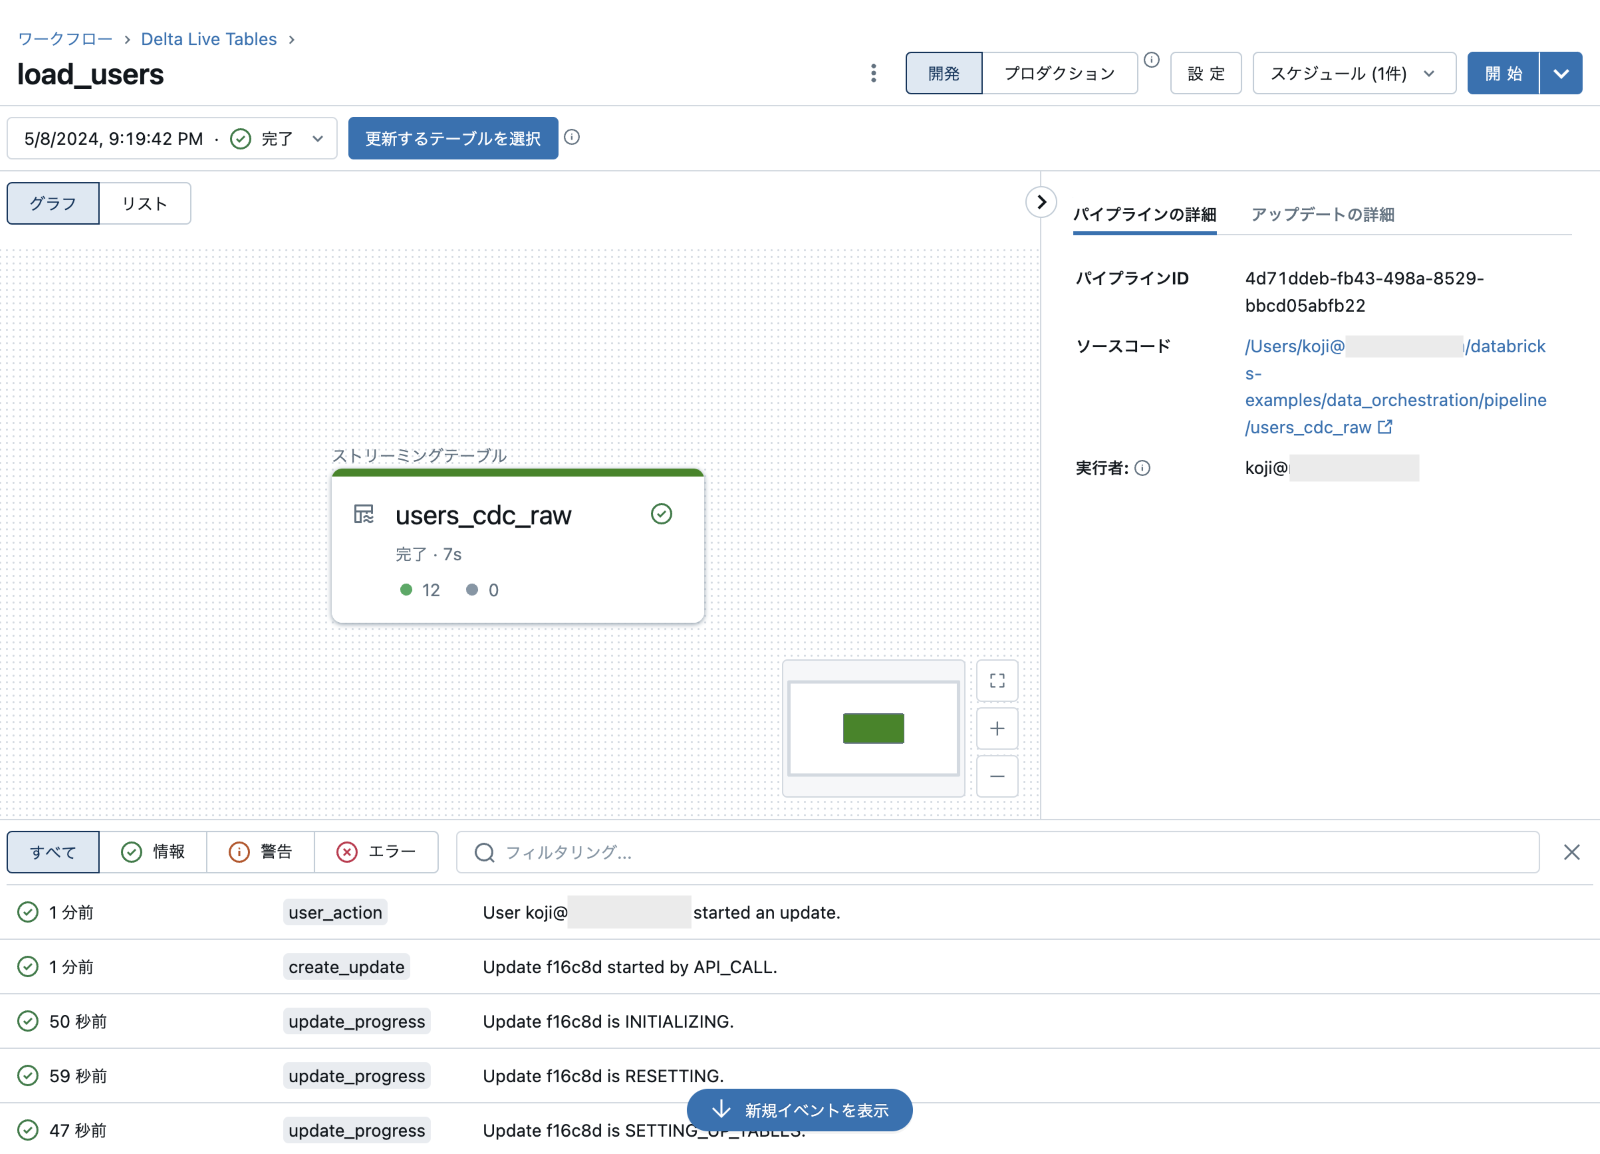 ワークフロー › Delta Live Tables ›
load_users
開発 プロダクション 設定 スケジュール (1件) 開始
5/8/2024, 9:19:42 PM · 完了 更新するテーブルを選択
グラフ リスト
ストリーミングテーブル
users_cdc_raw
完了 · 7s
12 0
パイプラインの詳細 アップデートの詳細
パイプラインID 4d71ddeb-fb43-498a-8529-
bbcd05abfb22
ソースコード /Users/koji@ /databrick
s-
examples/data_orchestration/pipeline
/users_cdc_raw
実行者: koji@
すべて 情報 警告 エラー フィルタリング...
1 分前 user_action User koji@ started an update.
1 分前 create_update Update f16c8d started by API_CALL.
50 秒前 update_progress Update f16c8d is INITIALIZING.
59 秒前 update_progress Update f16c8d is RESETTING.
新規イベントを表示
47 秒前 update_progress Update f16c8d is SETTING_UP_TABLES.